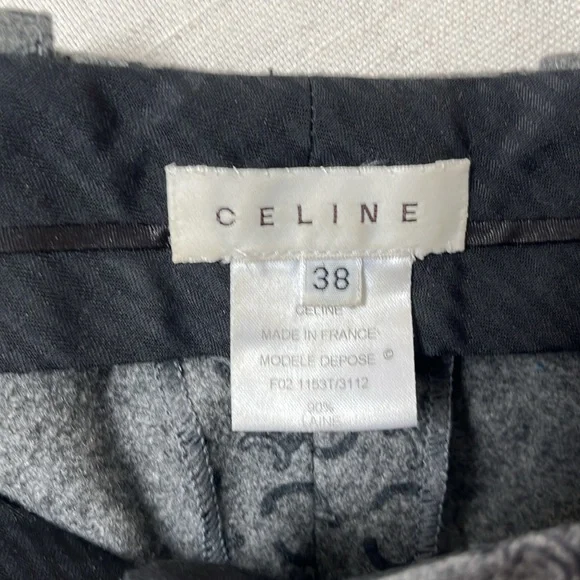 CELINE
38
CELINE
MADE IN FRANCE
MODELE DEPOSE ©
F02 1153T/3112
90%
LAINE